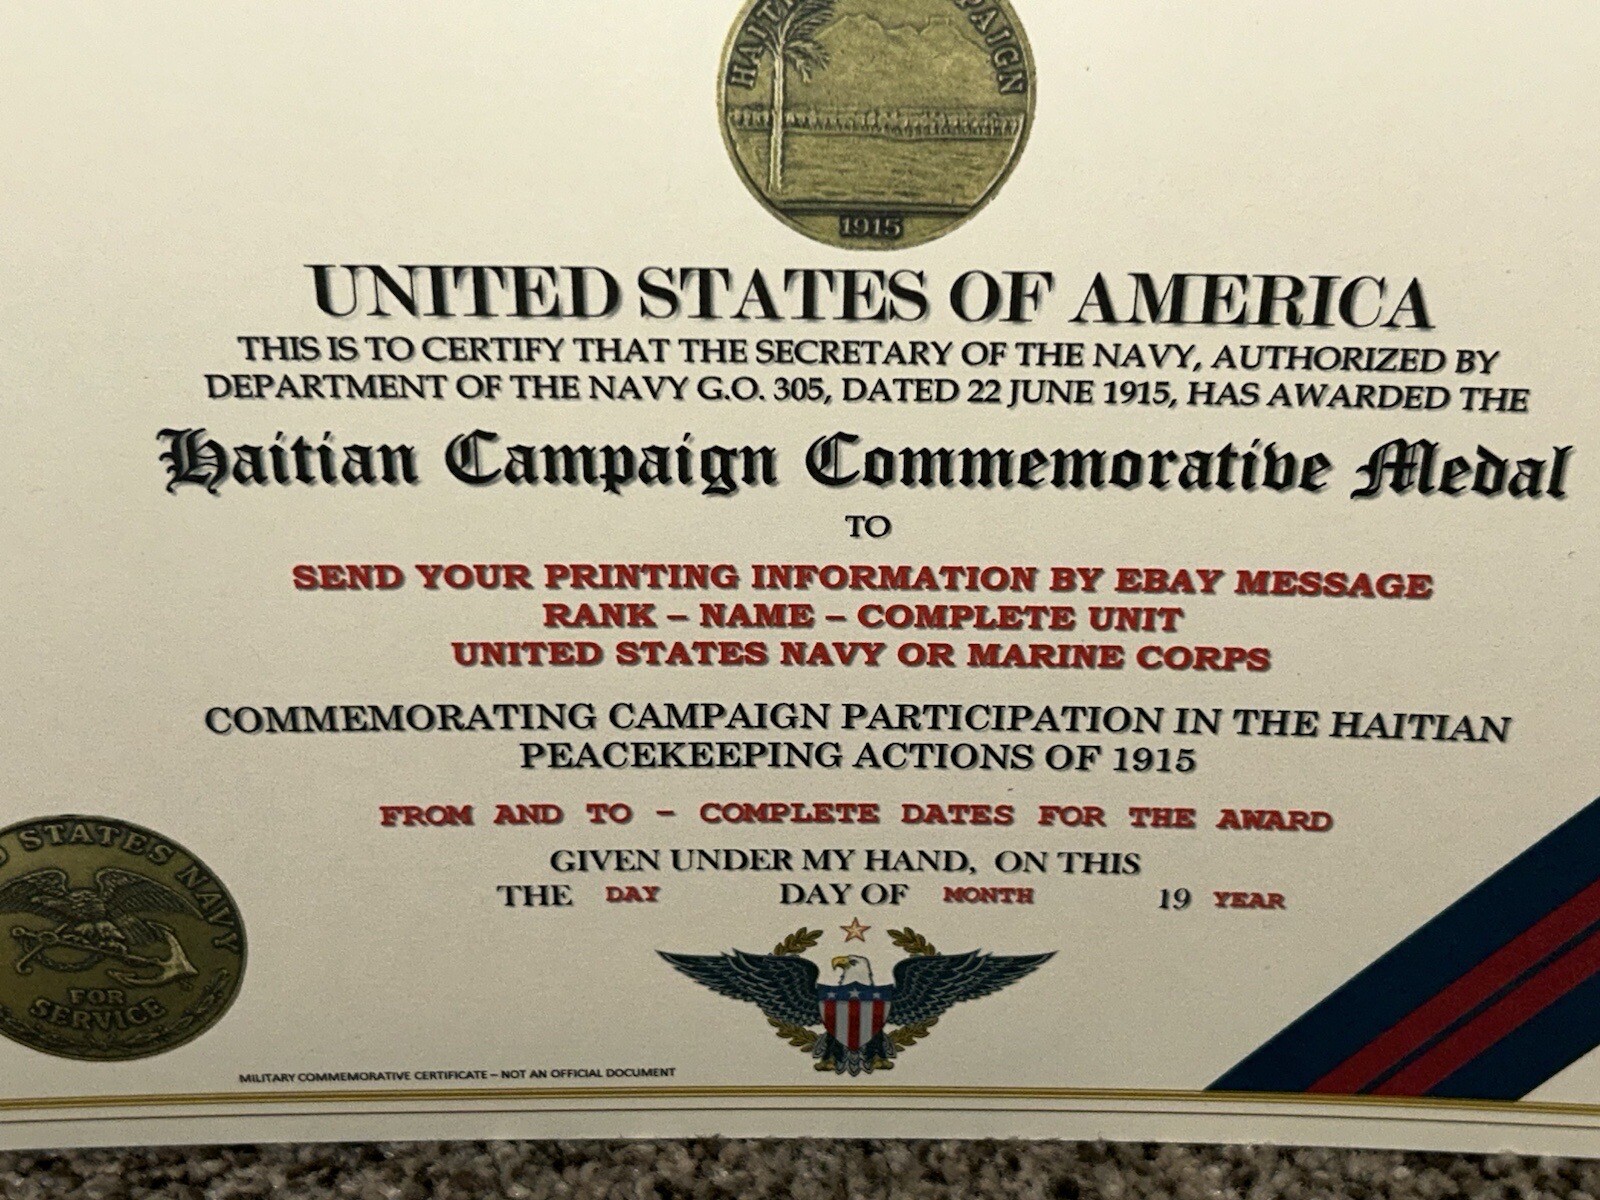 HAITI
PAIGN
1915
UNITED STATES OF AMERICA
THIS IS TO CERTIFY THAT THE SECRETARY OF THE NAVY, AUTHORIZED BY
DEPARTMENT OF THE NAVY G.O. 305, DATED 22 JUNE 1915, HAS AWARDED THE
Haitian Campaign Commemorative Medal
TO
SEND YOUR PRINTING INFORMATION BY EBAY MESSAGE
RANK – NAME – COMPLETE UNIT
UNITED STATES NAVY OR MARINE CORPS
COMMEMORATING CAMPAIGN PARTICIPATION IN THE HAITIAN
PEACEKEEPING ACTIONS OF 1915
FROM AND TO - COMPLETE DATES FOR THE AWARD
GIVEN UNDER MY HAND, ON THIS
THE DAY DAY OF MONTH 19 YEAR
STATES NAVY
FOR
SERVICE
MILITARY COMMEMORATIVE CERTIFICATE – NOT AN OFFICIAL DOCUMENT